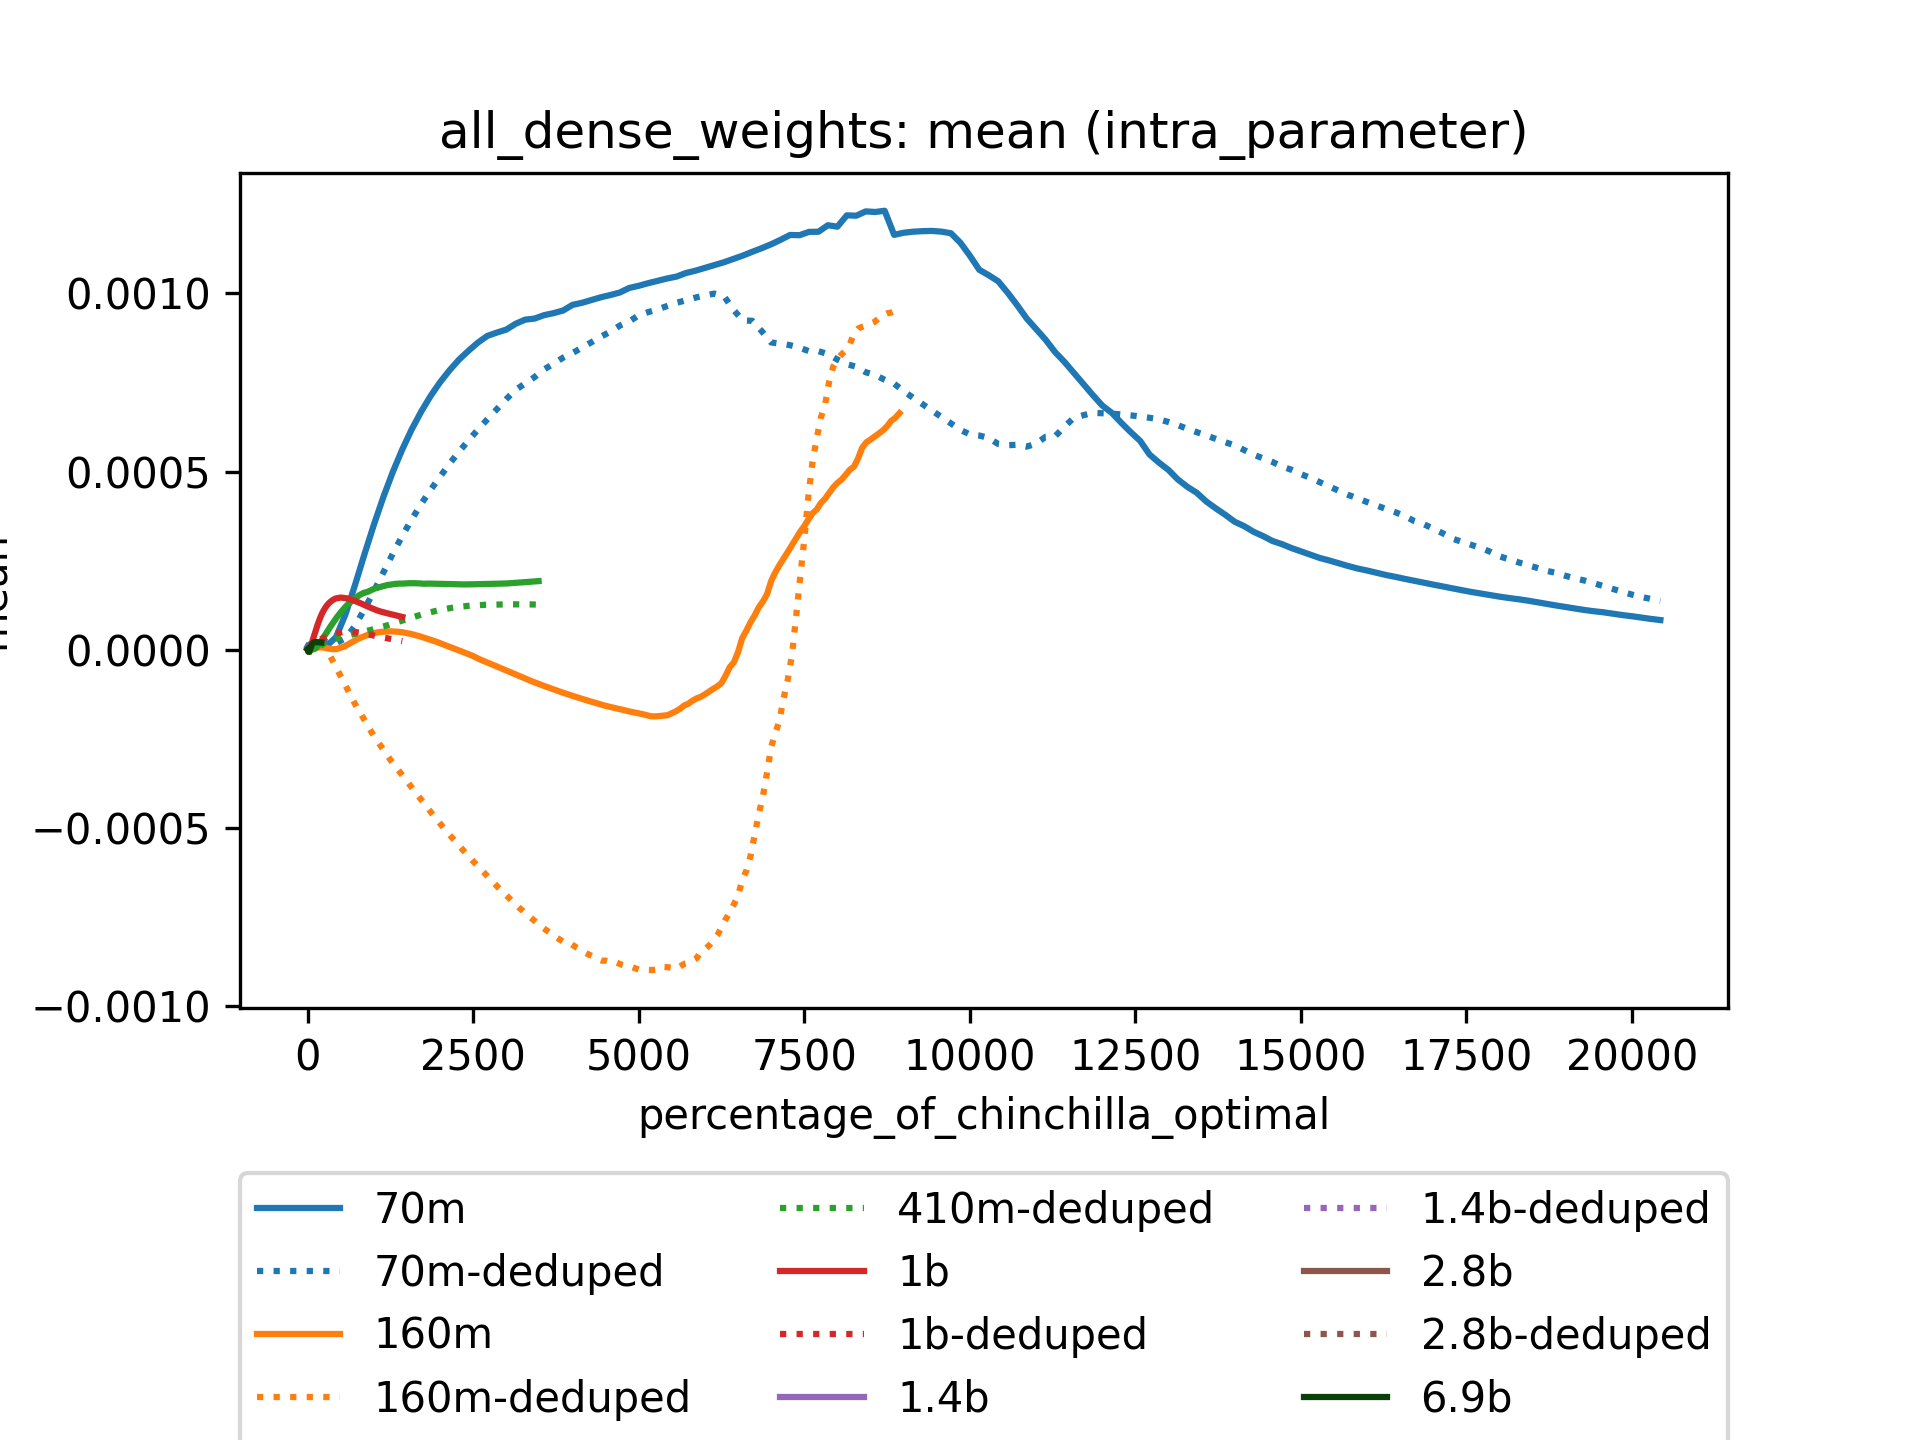 all_dense_weights: mean (intra_parameter)
0.0010
0.0005
0.0000
−0.0005
−0.0010
0 2500 5000 7500 10000 12500 15000 17500 20000
percentage_of_chinchilla_optimal
70m
70m-deduped
160m
160m-deduped
410m-deduped
1b
1b-deduped
1.4b
1.4b-deduped
2.8b
2.8b-deduped
6.9b